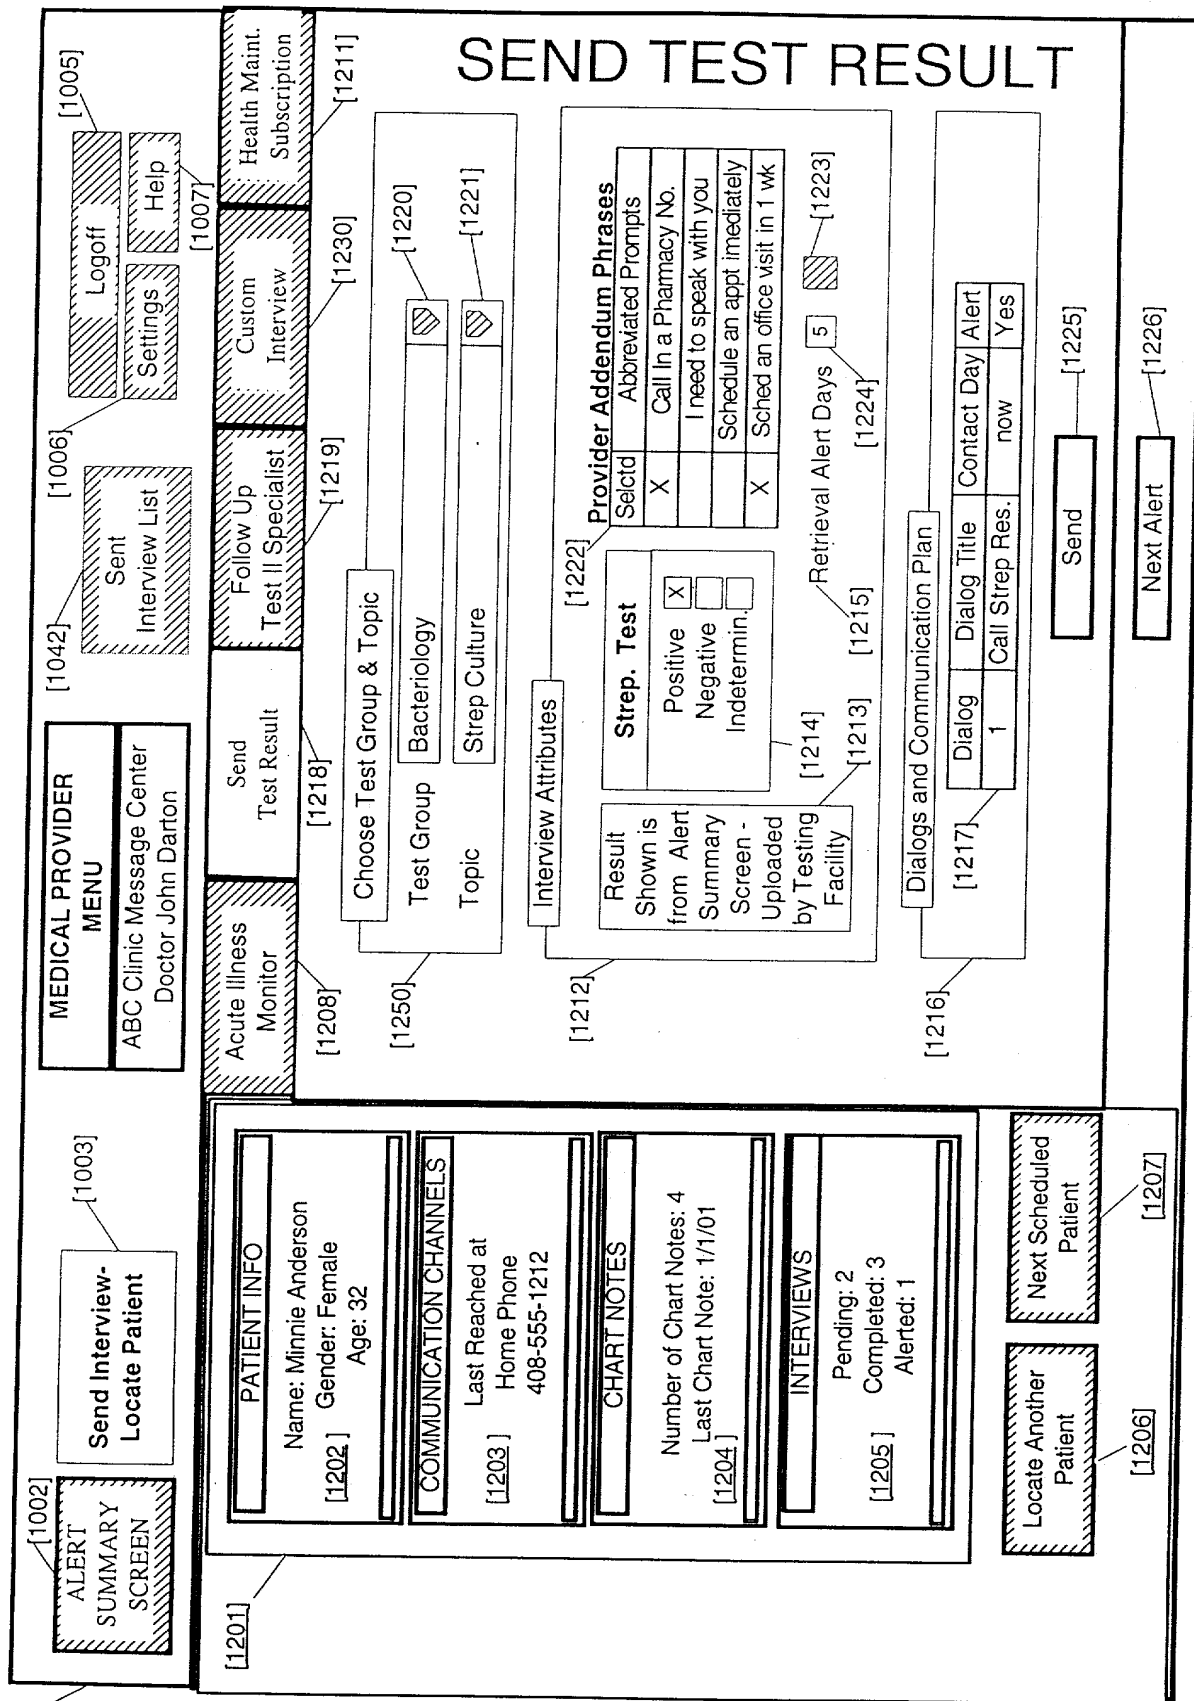 [1002]
ALERT
SUMMARY
SCREEN
Send Interview-
Locate Patient
[1003]
MEDICAL PROVIDER
MENU
ABC Clinic Message Center
Doctor John Darton
[1042]
Sent
Interview List
[1006]
Logoff
Settings
Help
[1005]
[1007]
Acute Illness
Monitor
Send
Test Result
Follow Up
Test II Specialist
Custom
Interview
Health Maint.
Subscription
[1208]
[1218]
[1219]
[1230]
[1211]
[1201]
PATIENT INFO
Name: Minnie Anderson
Gender: Female
Age: 32
[1202 ]
COMMUNICATION CHANNELS
Last Reached at
Home Phone
408-555-1212
[1203 ]
CHART NOTES
Number of Chart Notes: 4
Last Chart Note: 1/1/01
[1204 ]
INTERVIEWS
Pending: 2
Completed: 3
Alerted: 1
[1205 ]
Locate Another
Patient
Next Scheduled
Patient
[1206]
[1207]
[1250]
Choose Test Group & Topic
Test Group
Bacteriology
[1220]
Topic
Strep Culture
[1221]
SEND TEST RESULT
[1212]
Interview Attributes
Result
Shown is
from Alert
Summary
Screen -
Uploaded
by Testing
Facility
[1213]
Strep. Test
Positive X
Negative
Indetermin.
[1214]
[1222]
Provider Addendum Phrases
Selctd Abbreviated Prompts
X Call In a Pharmacy No.
I need to speak with you
Schedule an appt imediately
X Sched an office visit in 1 wk
[1215]
Retrieval Alert Days 5
[1224]
[1223]
[1216]
Dialogs and Communication Plan
[1217]
Dialog Dialog Title Contact Day Alert
1 Call Strep Res. now Yes
Send
[1225]
Next Alert
[1226]